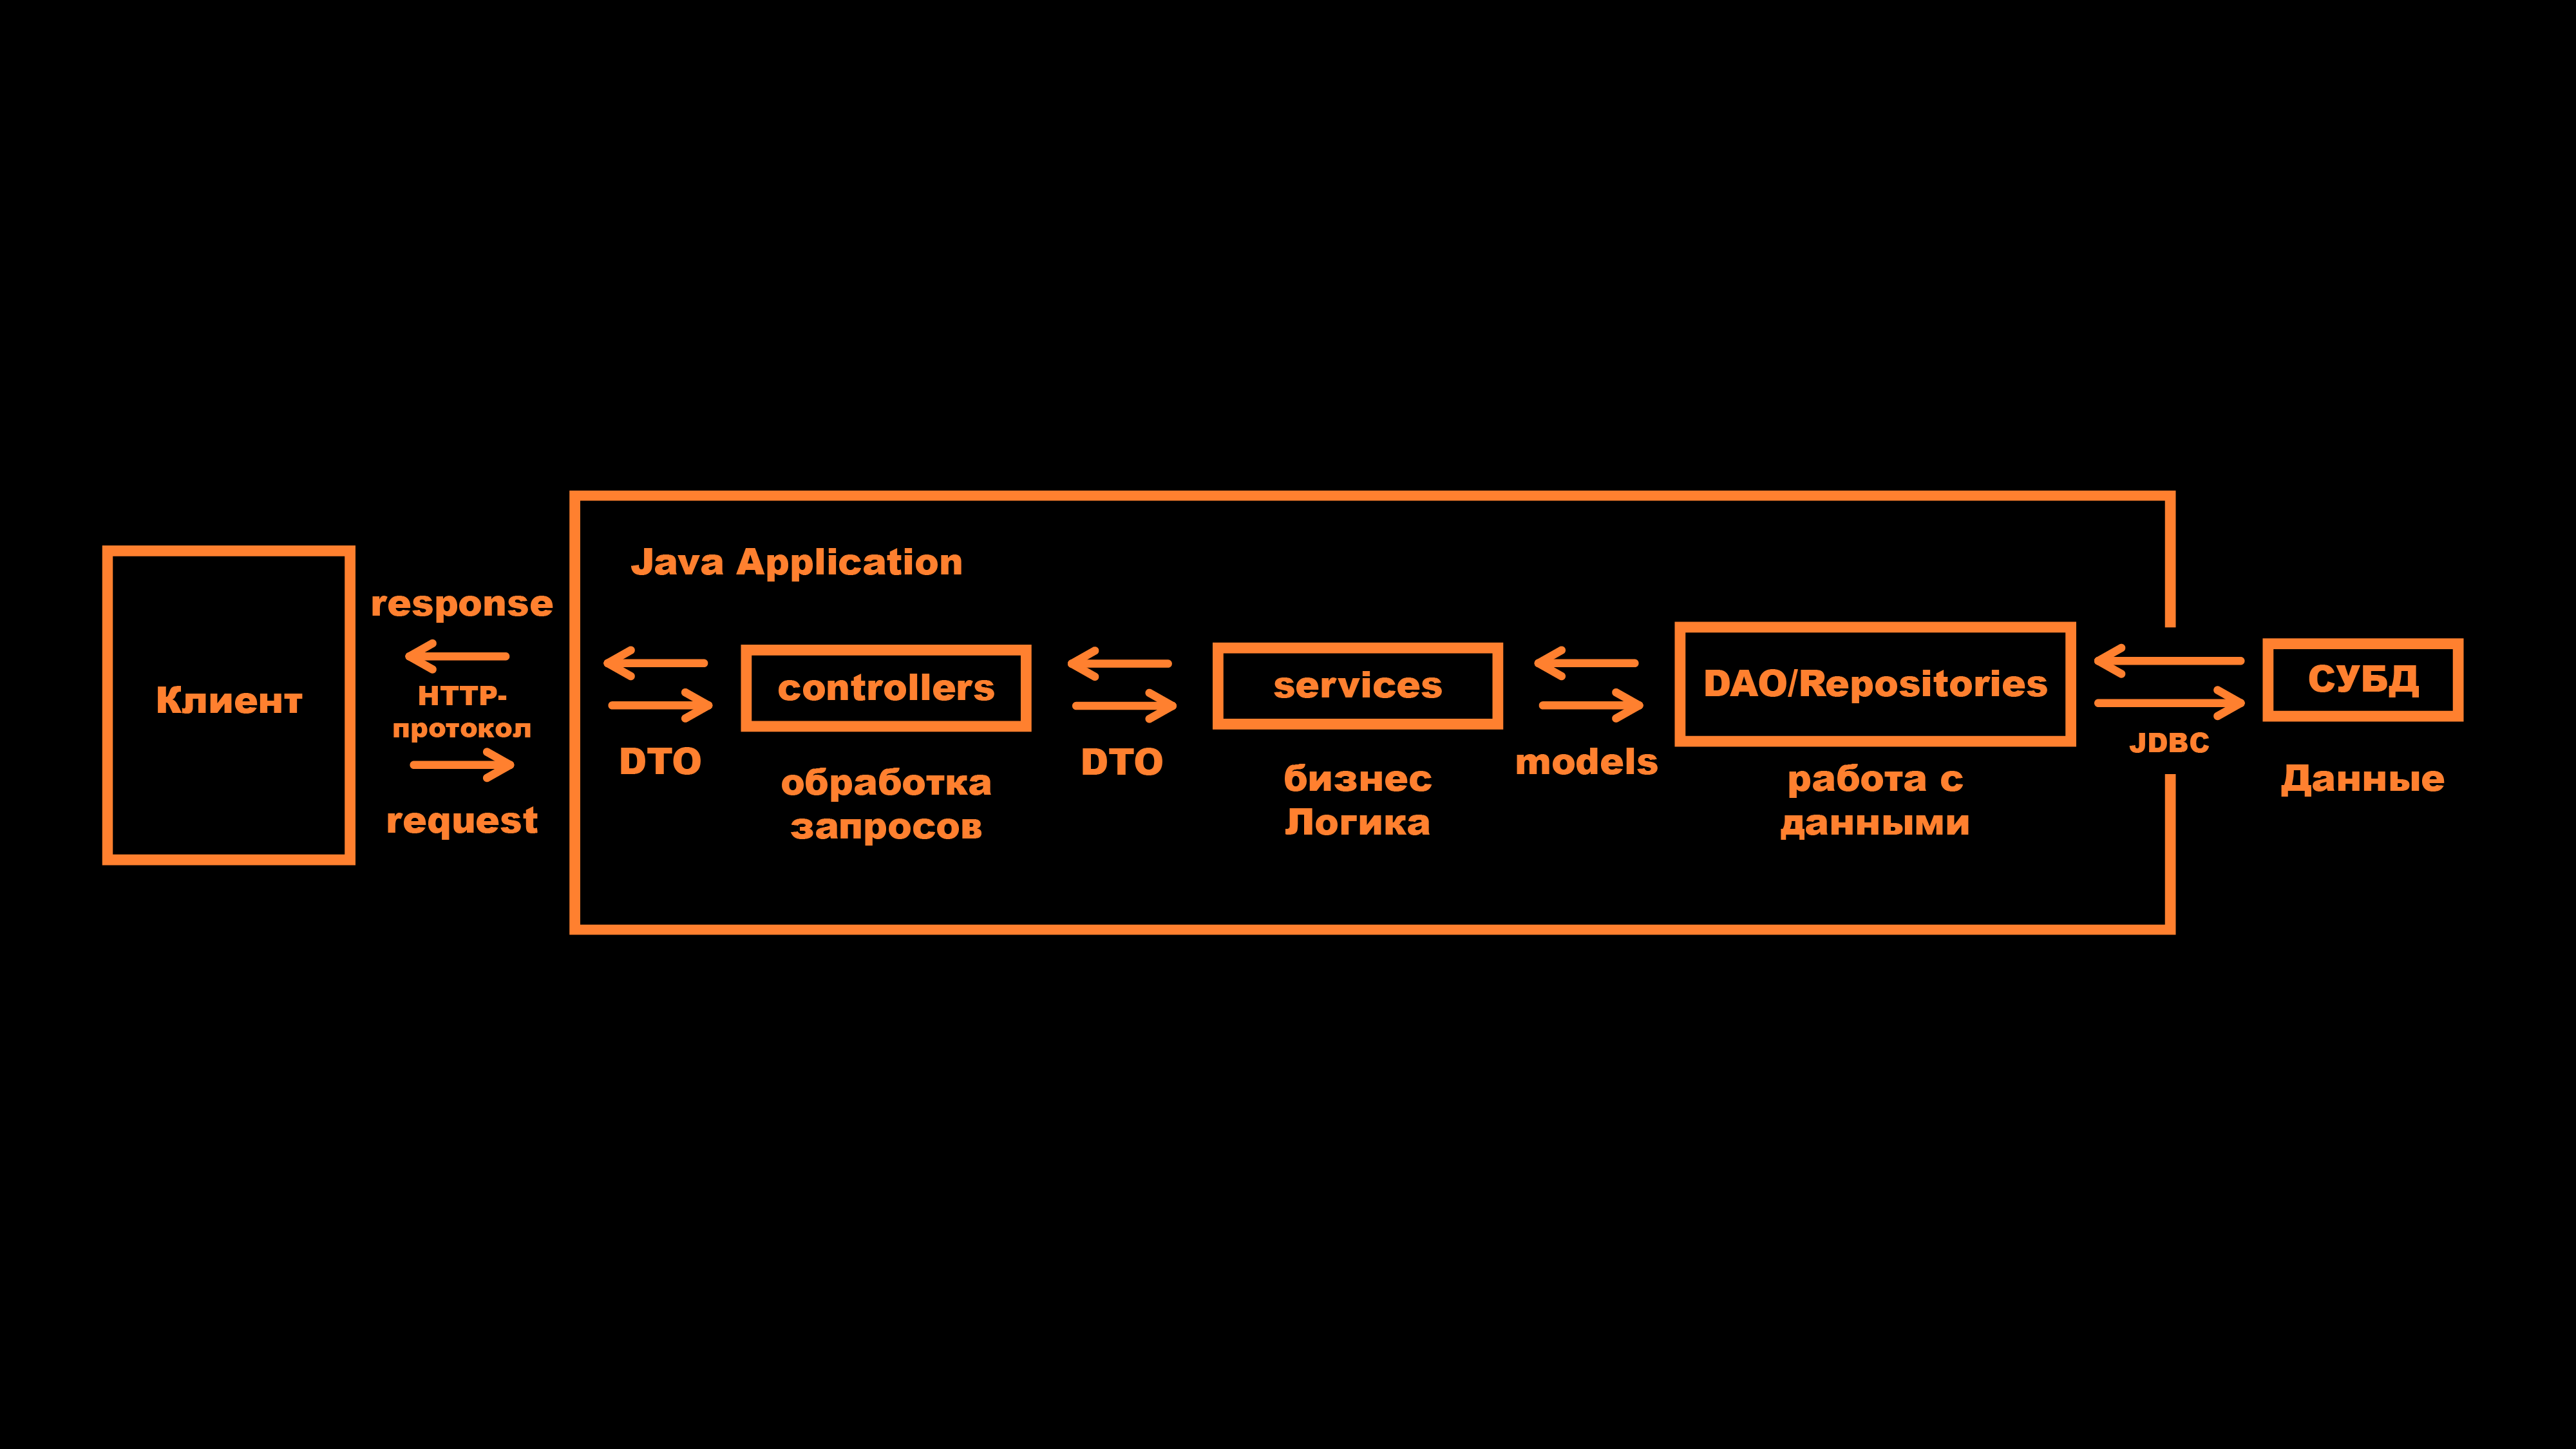 Клиент
response
HTTP-
протокол
request
Java Application
DTO
controllers
обработка
запросов
DTO
services
бизнес
Логика
models
DAO/Repositories
работа с
данными
JDBC
СУБД
Данные